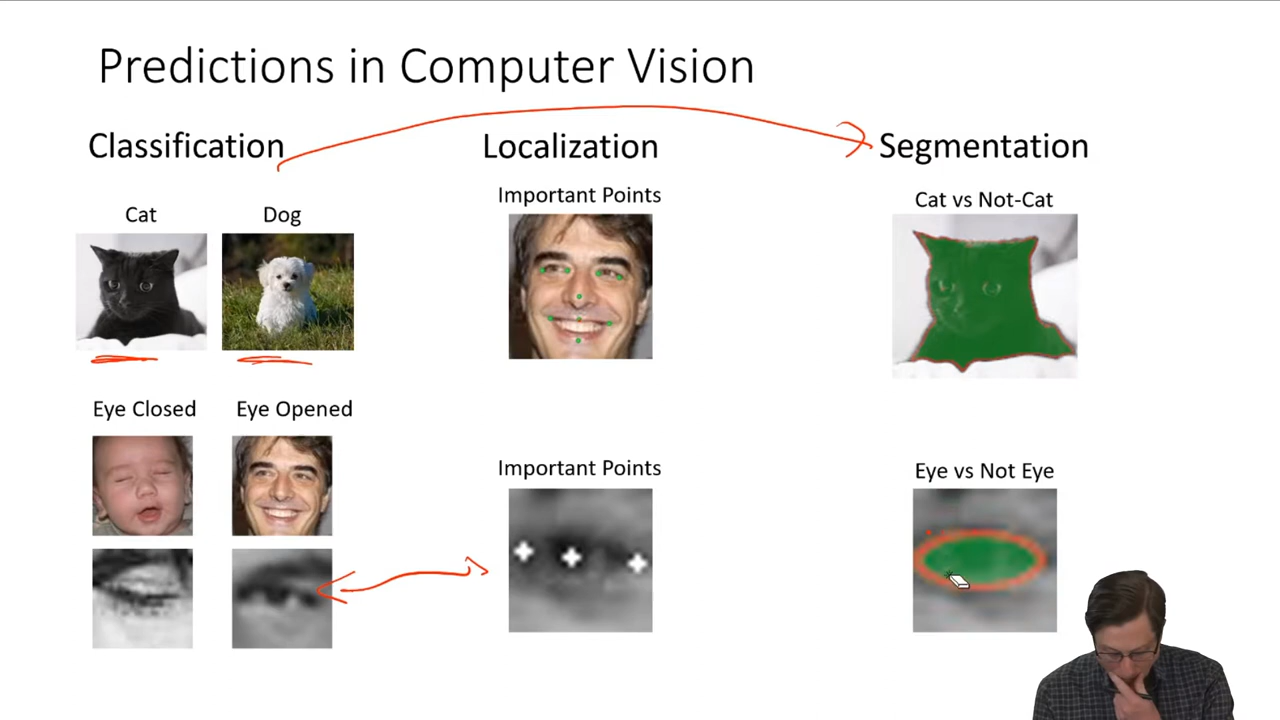 Predictions in Computer Vision
Classification
Localization
Segmentation
Cat
Dog
Important Points
Cat vs Not-Cat
Eye Closed
Eye Opened
Important Points
Eye vs Not Eye